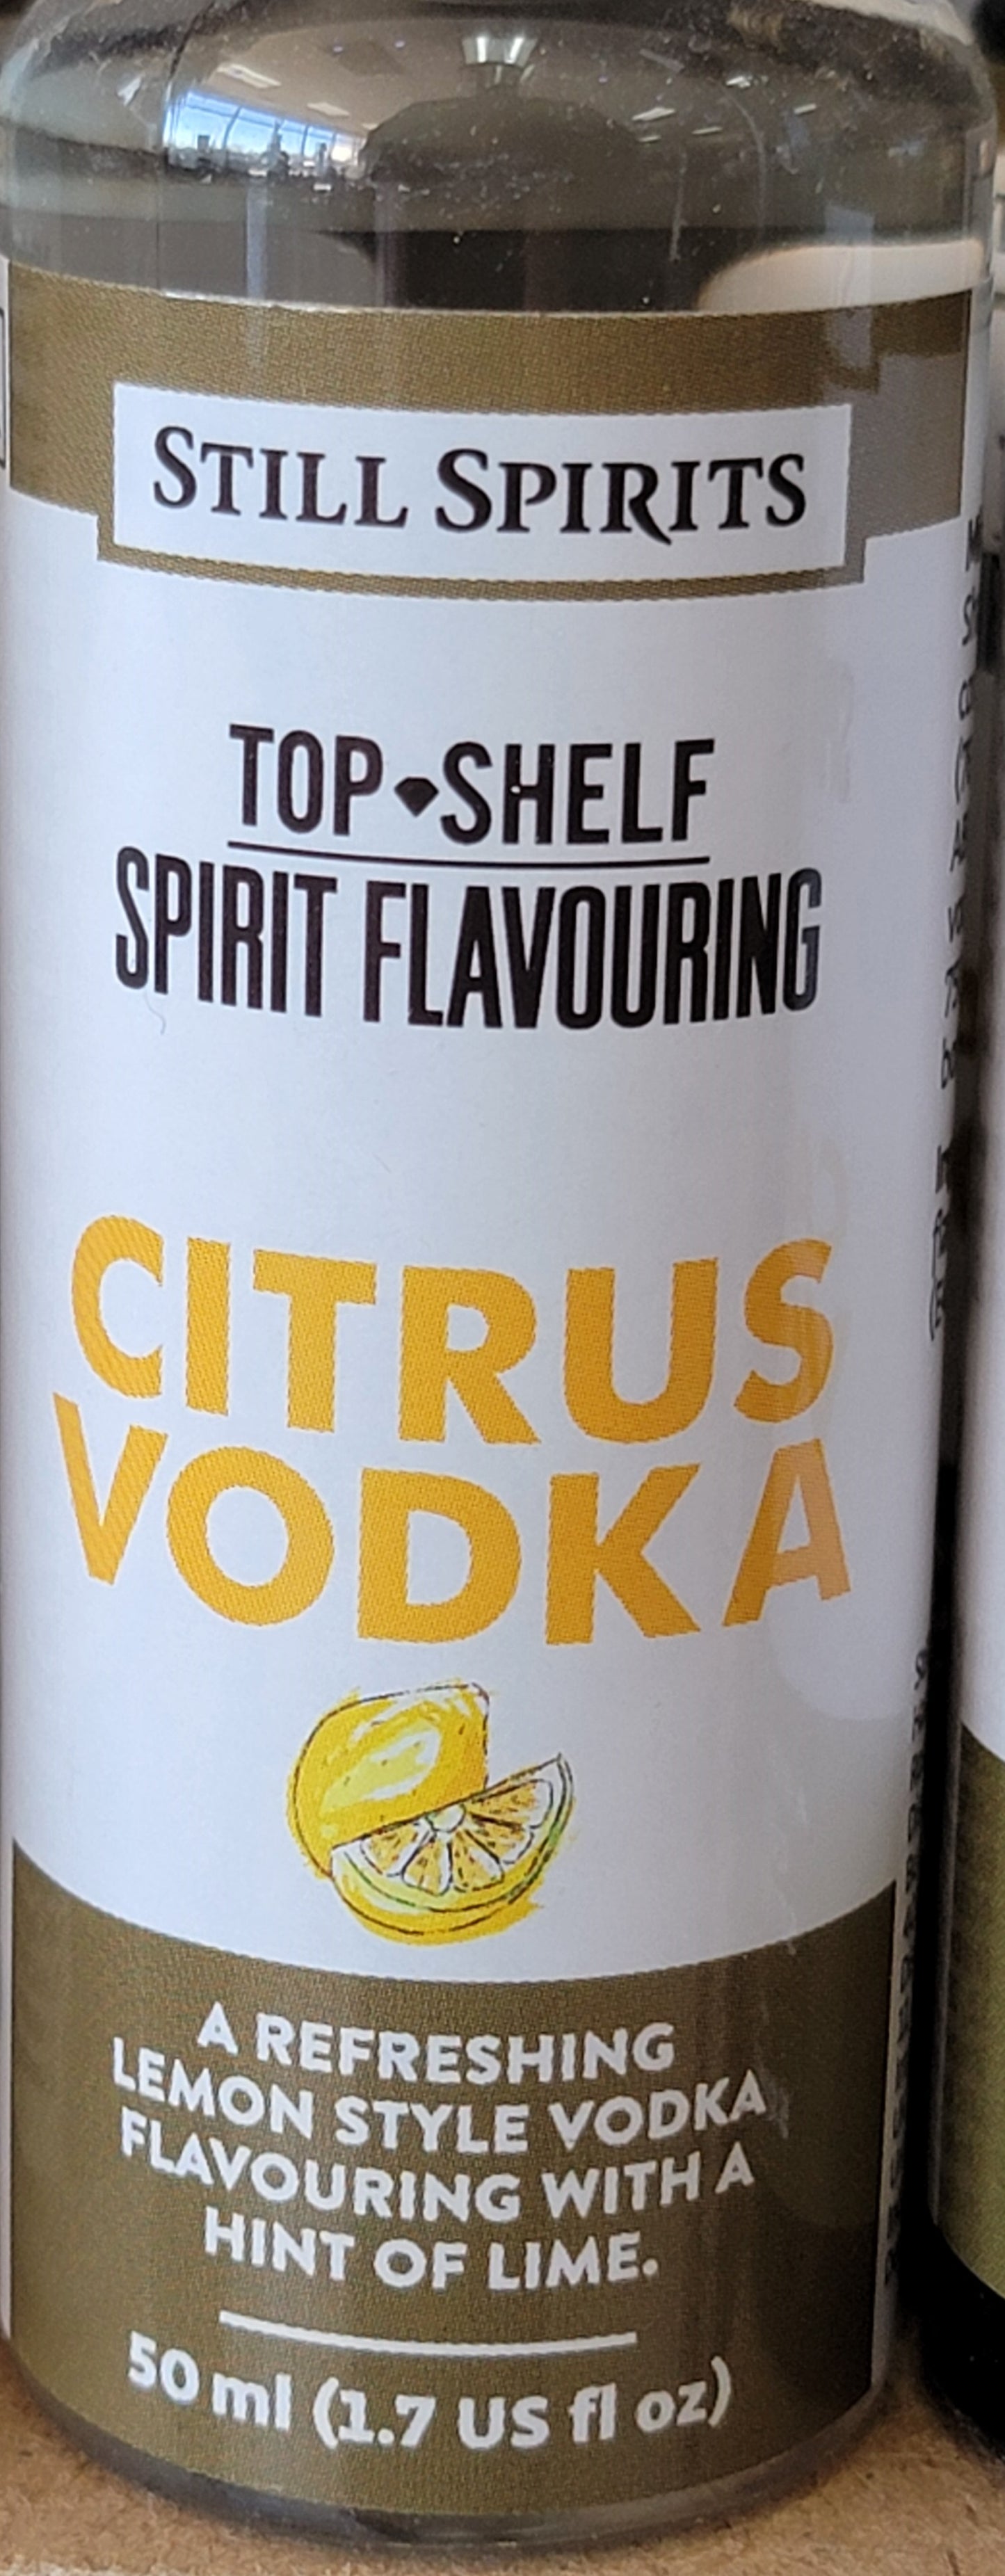 STILL SPIRITS
TOP◆SHELF
SPIRIT FLAVOURING
CITRUS
VODKA
A REFRESHING
LEMON STYLE VODKA
FLAVOURING WITH A
HINT OF LIME.
50 ml (1.7 US fl oz)